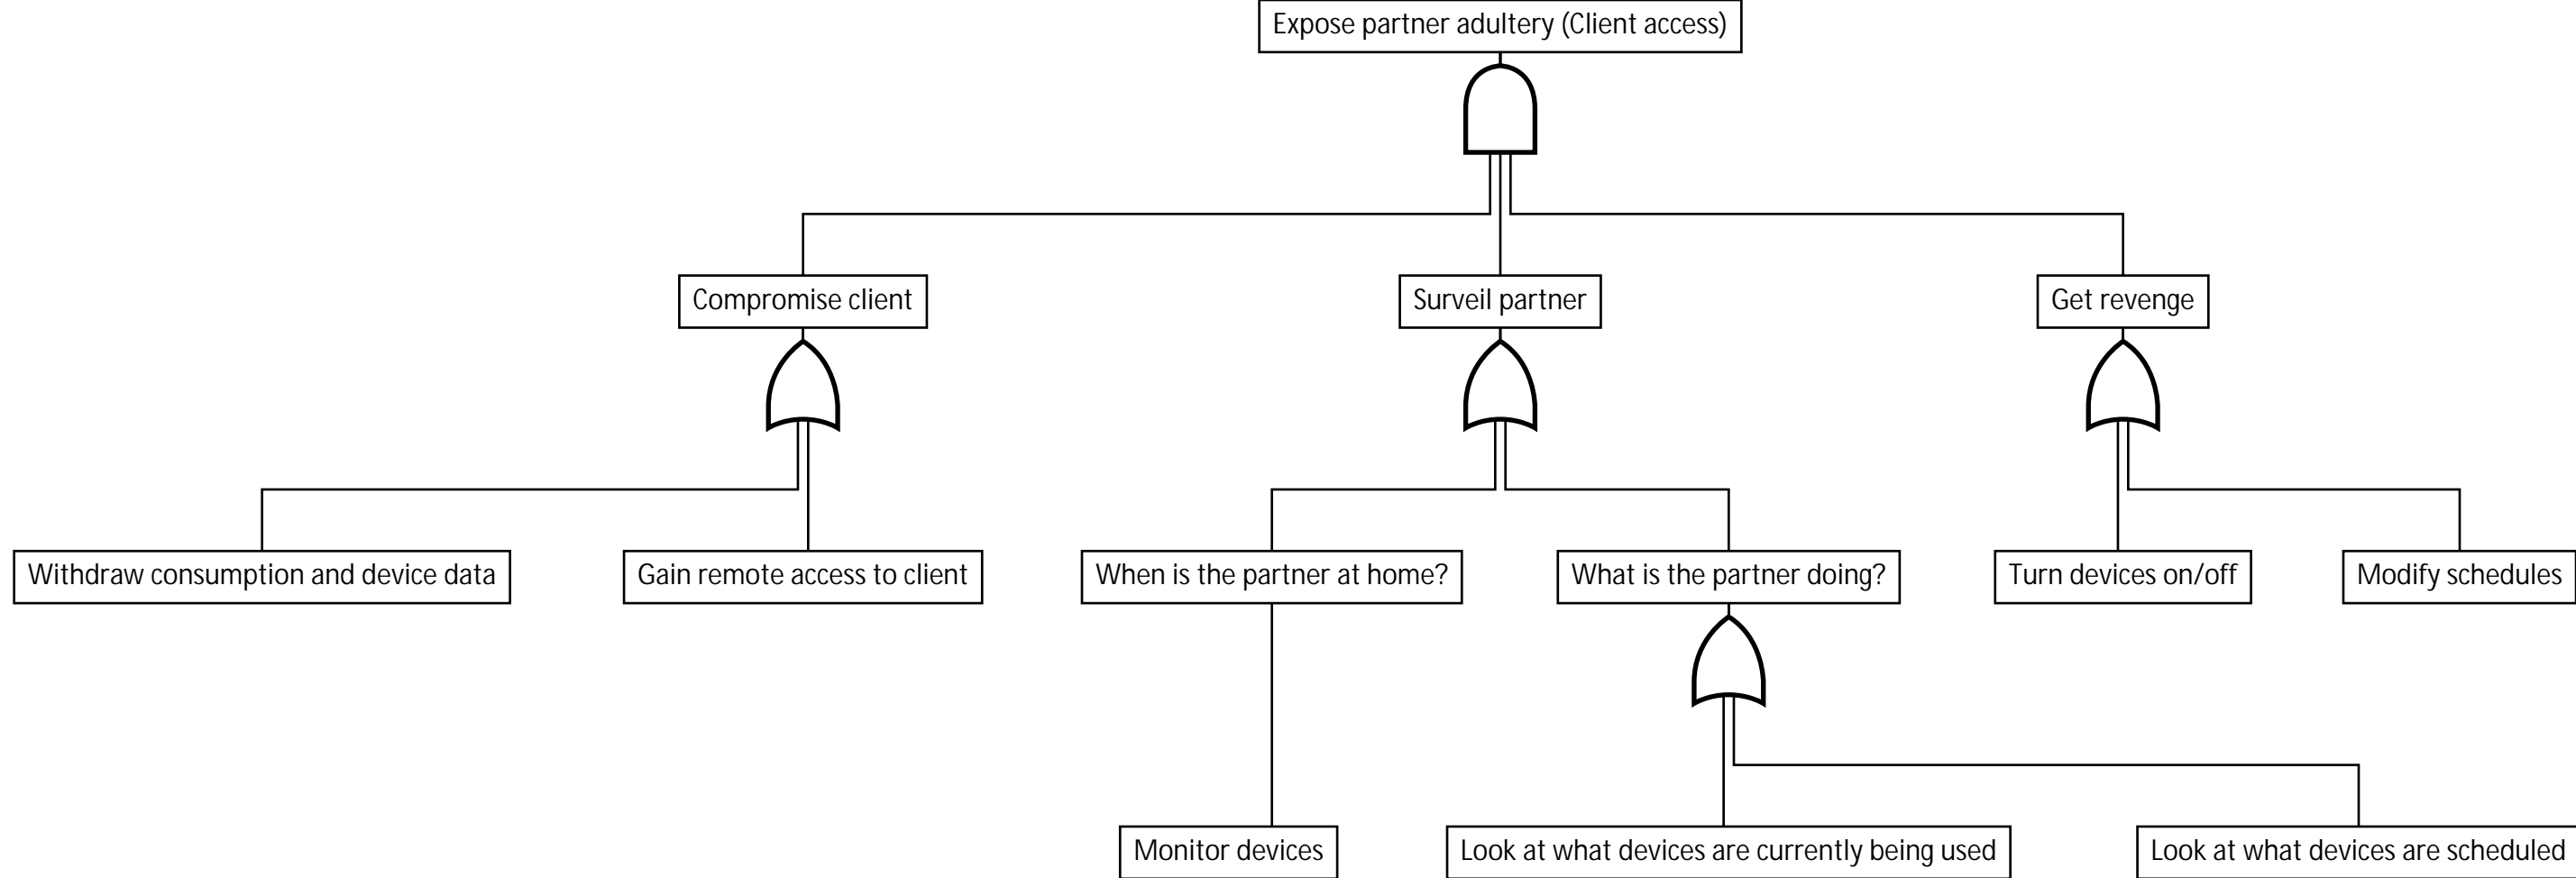 Expose partner adultery (Client access)
Compromise client
Surveil partner
Get revenge
Withdraw consumption and device data
Gain remote access to client
When is the partner at home?
What is the partner doing?
Turn devices on/off
Modify schedules
Monitor devices
Look at what devices are currently being used
Look at what devices are scheduled